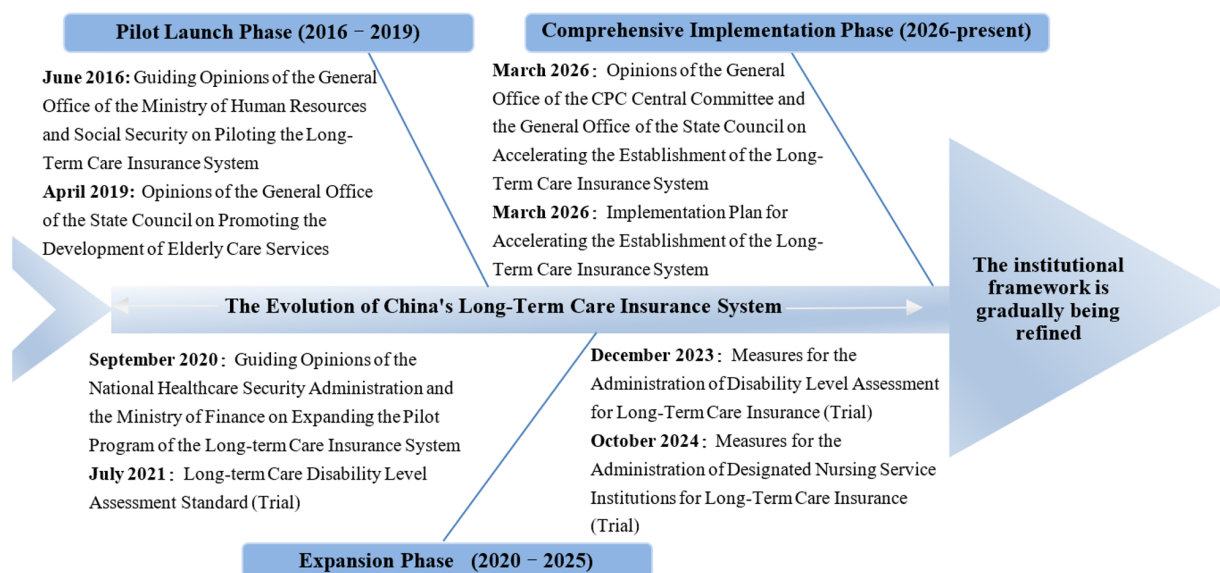 Pilot Launch Phase (2016－2019)
June 2016: Guiding Opinions of the General
Office of the Ministry of Human Resources
and Social Security on Piloting the Long-
Term Care Insurance System
April 2019: Opinions of the General Office
of the State Council on Promoting the
Development of Elderly Care Services
Comprehensive Implementation Phase (2026-present)
March 2026：Opinions of the General
Office of the CPC Central Committee and
the General Office of the State Council on
Accelerating the Establishment of the Long-
Term Care Insurance System
March 2026：Implementation Plan for
Accelerating the Establishment of the Long-
Term Care Insurance System
The Evolution of China's Long-Term Care Insurance System
The institutional
framework is
gradually being
refined
September 2020：Guiding Opinions of the
National Healthcare Security Administration and
the Ministry of Finance on Expanding the Pilot
Program of the Long-term Care Insurance System
July 2021：Long-term Care Disability Level
Assessment Standard (Trial)
December 2023：Measures for the
Administration of Disability Level Assessment
for Long-Term Care Insurance (Trial)
October 2024：Measures for the
Administration of Designated Nursing Service
Institutions for Long-Term Care Insurance
(Trial)
Expansion Phase (2020－2025)